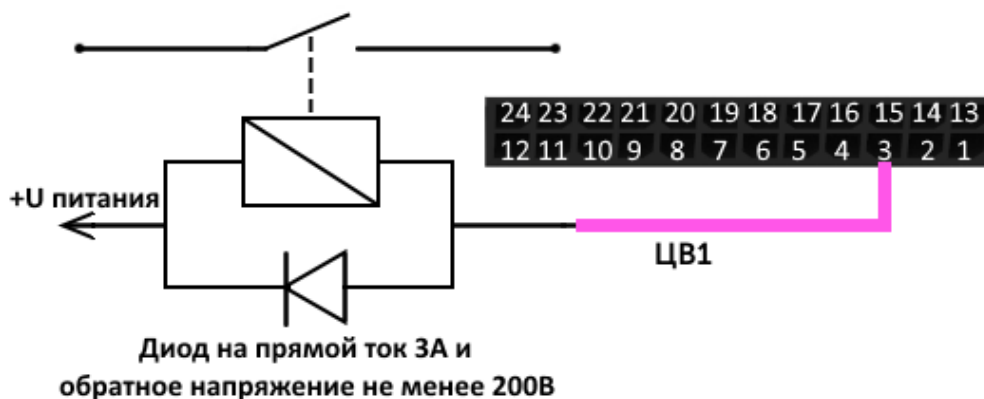 24 23 22 21 20 19 18 17 16 15 14 13
12 11 10 9 8 7 6 5 4 3 2 1
+U питания
ЦВ1
Диод на прямой ток 3А и
обратное напряжение не менее 200В